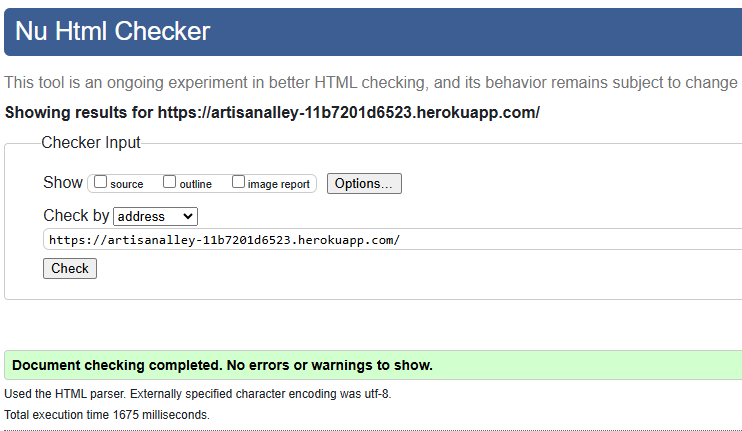 Nu Html Checker
This tool is an ongoing experiment in better HTML checking, and its behavior remains subject to change
Showing results for https://artisanalley-11b7201d6523.herokuapp.com/
Checker Input
Show source outline image report Options...
Check by address
https://artisanalley-11b7201d6523.herokuapp.com/
Check
Document checking completed. No errors or warnings to show.
Used the HTML parser. Externally specified character encoding was utf-8.
Total execution time 1675 milliseconds.